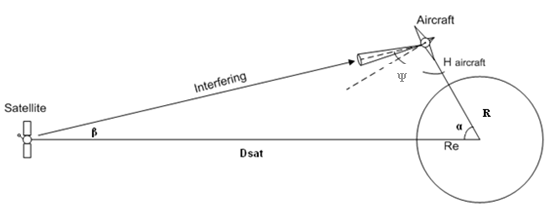 Aircraft
H aircraft
Ψ
Interfering
Satellite
R
β
α
Re
Dsat